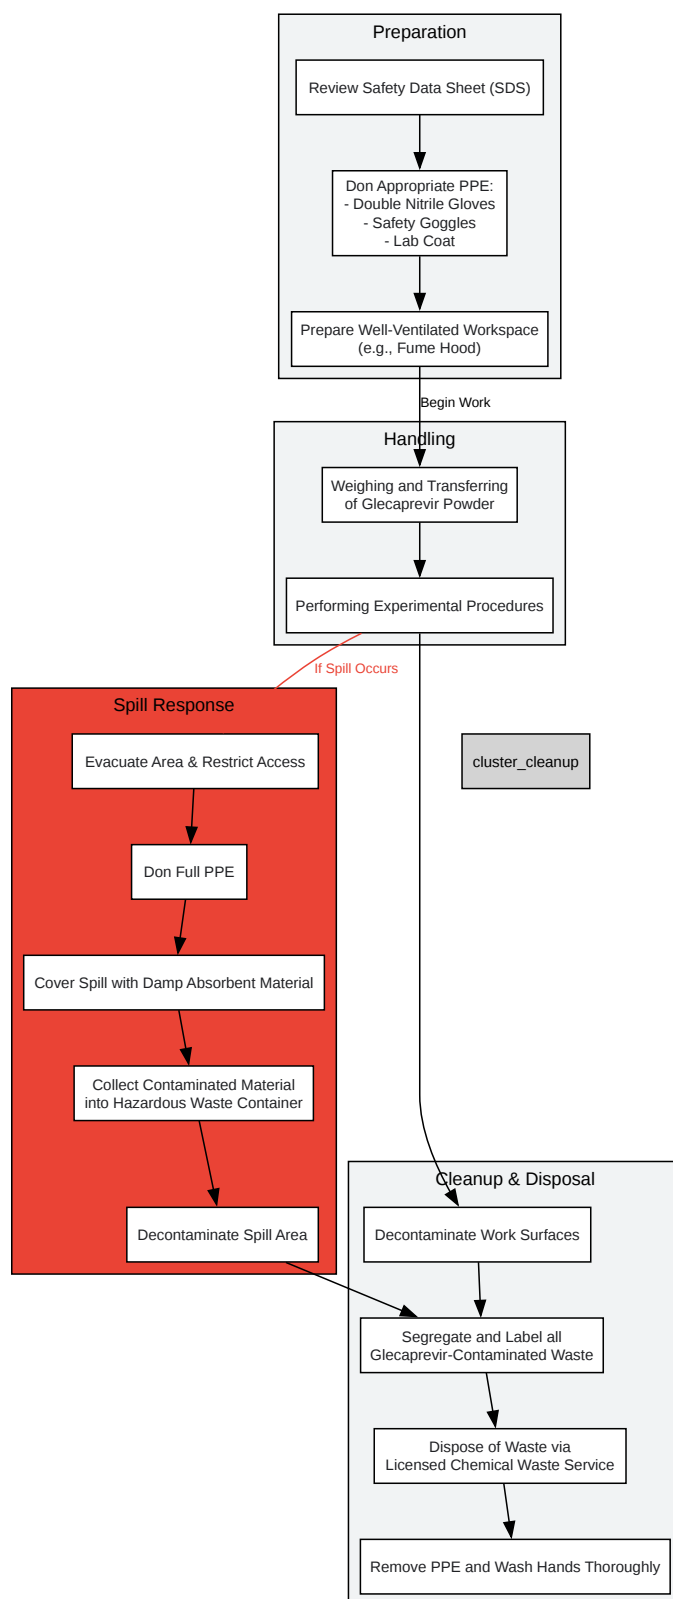 Preparation
Review Safety Data Sheet (SDS)
Don Appropriate PPE:
- Double Nitrile Gloves
- Safety Goggles
- Lab Coat
Prepare Well-Ventilated Workspace
(e.g., Fume Hood)
Begin Work
Handling
Weighing and Transferring
of Glecaprevir Powder
Performing Experimental Procedures
If Spill Occurs
Spill Response
Evacuate Area & Restrict Access
cluster_cleanup
Don Full PPE
Cover Spill with Damp Absorbent Material
Collect Contaminated Material
into Hazardous Waste Container
Decontaminate Spill Area
Cleanup & Disposal
Decontaminate Work Surfaces
Segregate and Label all
Glecaprevir-Contaminated Waste
Dispose of Waste via
Licensed Chemical Waste Service
Remove PPE and Wash Hands Thoroughly